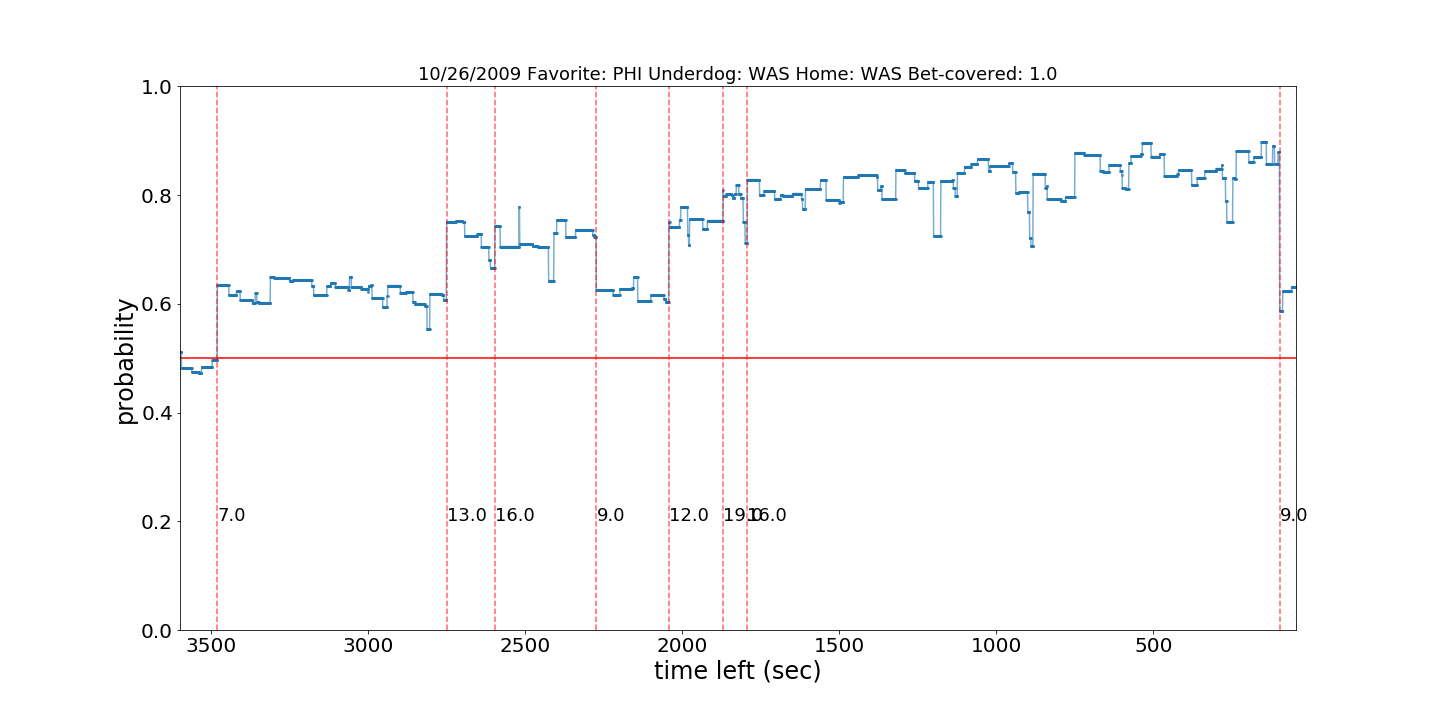 10/26/2009 Favorite: PHI Underdog: WAS Home: WAS Bet-covered: 1.0
probability
1.0
0.8
0.6
0.4
0.2
0.0
7.0 13.0 16.0 9.0 12.0 19.0 16.0 9.0
3500 3000 2500 2000 1500 1000 500
time left (sec)